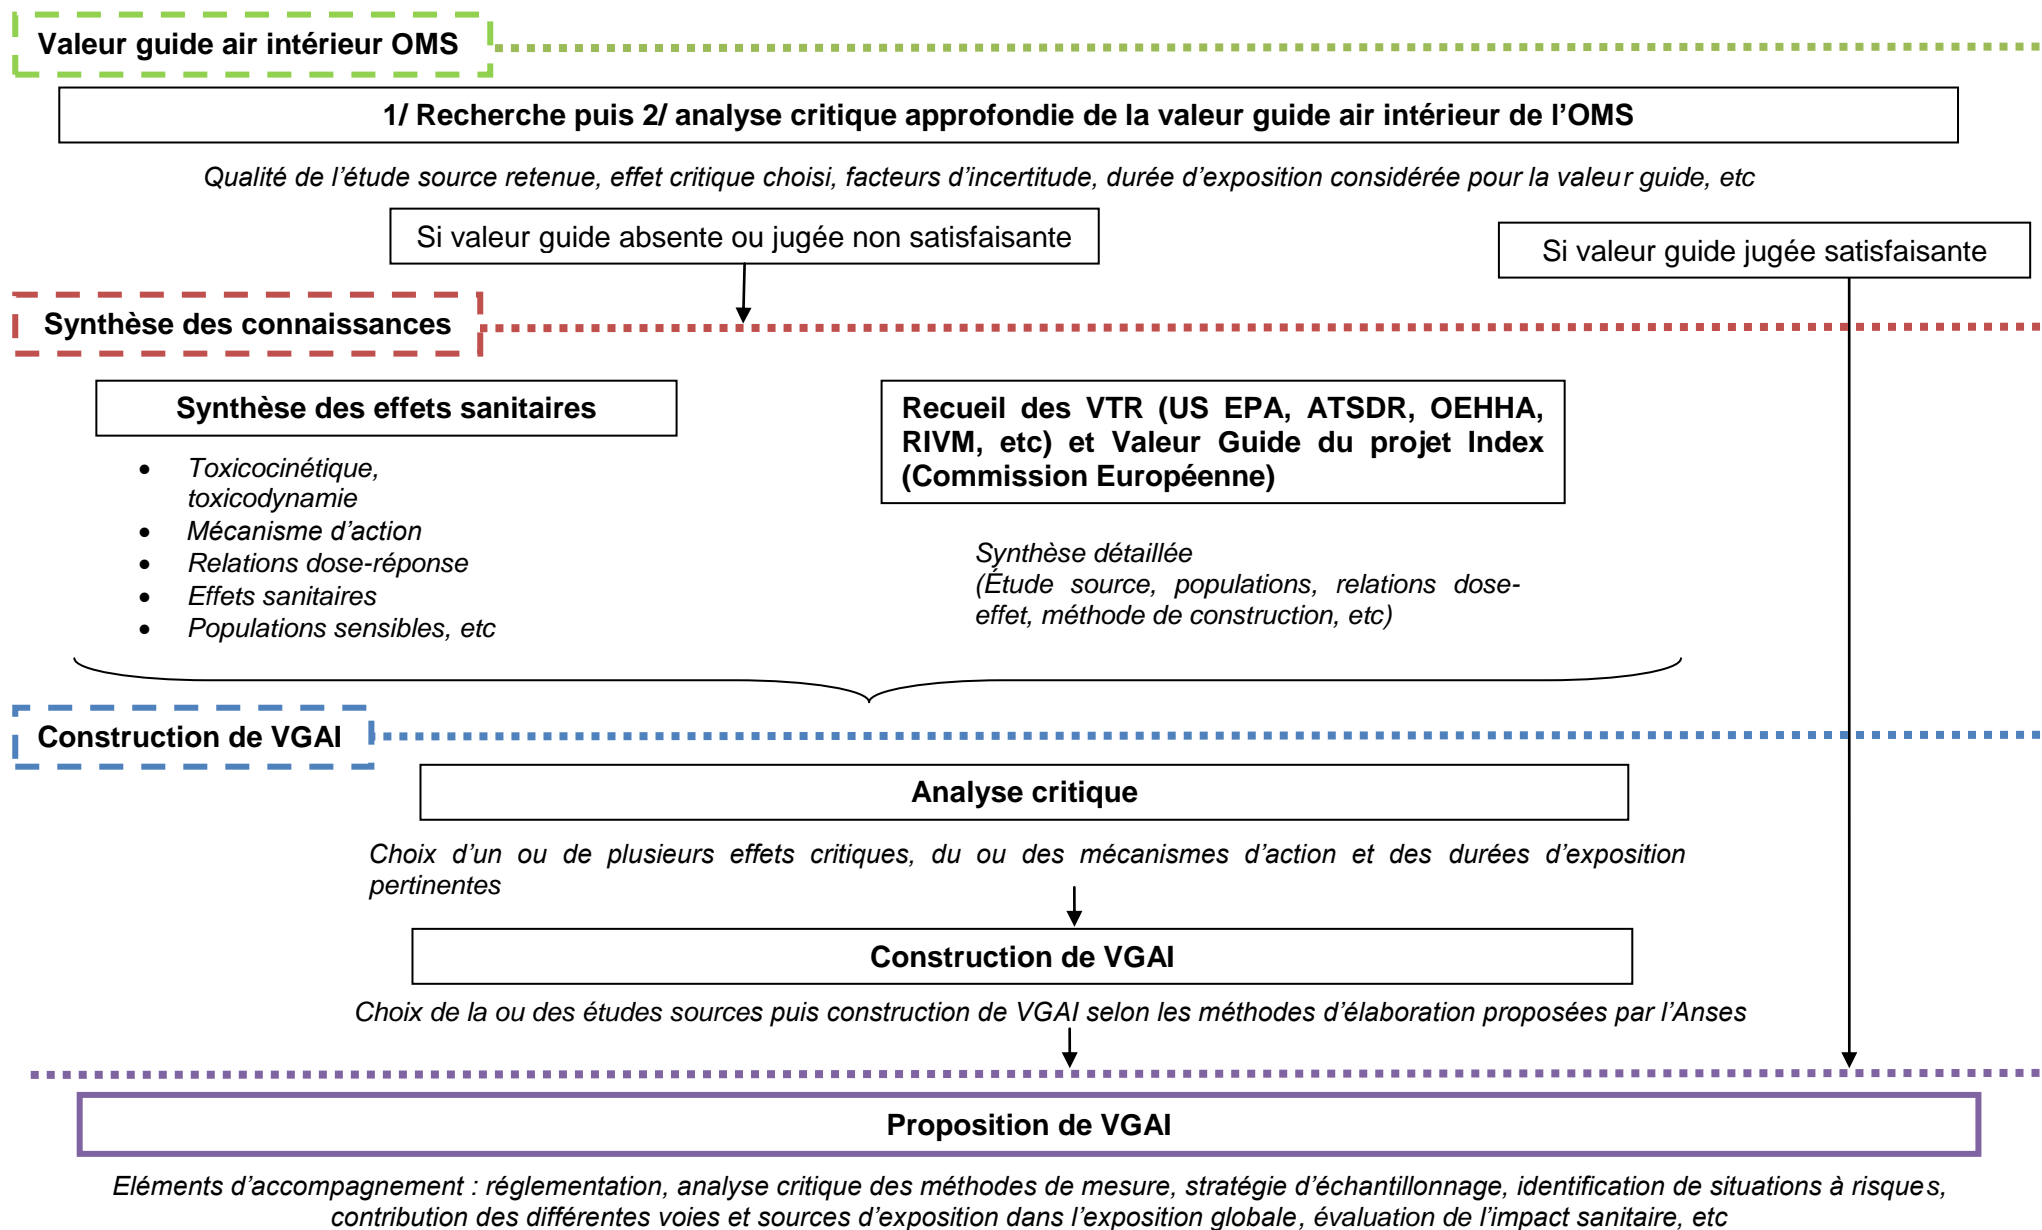 Valeur guide air intérieur OMS
1/ Recherche puis 2/ analyse critique approfondie de la valeur guide air intérieur de l’OMS
Qualité de l’étude source retenue, effet critique choisi, facteurs d’incertitude, durée d’exposition considérée pour la valeur guide, etc
Si valeur guide absente ou jugée non satisfaisante
Si valeur guide jugée satisfaisante
Synthèse des connaissances
Synthèse des effets sanitaires
• Toxicocinétique,
toxicodynamie
• Mécanisme d’action
• Relations dose-réponse
• Effets sanitaires
• Populations sensibles, etc
Recueil des VTR (US EPA, ATSDR, OEHHA,
RIVM, etc) et Valeur Guide du projet Index
(Commission Européenne)
Synthèse détaillée
(Étude source, populations, relations dose-
effet, méthode de construction, etc)
Construction de VGAI
Analyse critique
Choix d’un ou de plusieurs effets critiques, du ou des mécanismes d’action et des durées d’exposition
pertinentes
Construction de VGAI
Choix de la ou des études sources puis construction de VGAI selon les méthodes d’élaboration proposées par l’Anses
Proposition de VGAI
Eléments d’accompagnement : réglementation, analyse critique des méthodes de mesure, stratégie d’échantillonnage, identification de situations à risques,
contribution des différentes voies et sources d’exposition dans l’exposition globale, évaluation de l’impact sanitaire, etc